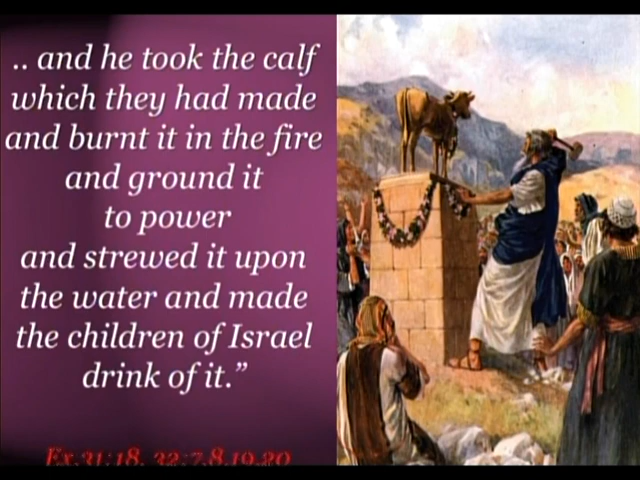 .. and he took the calf
which they had made
and burnt it in the fire
and ground it
to power
and strewed it upon
the water and made
the children of Israel
drink of it.”
Ex.31:18, 32:7,8,19,20